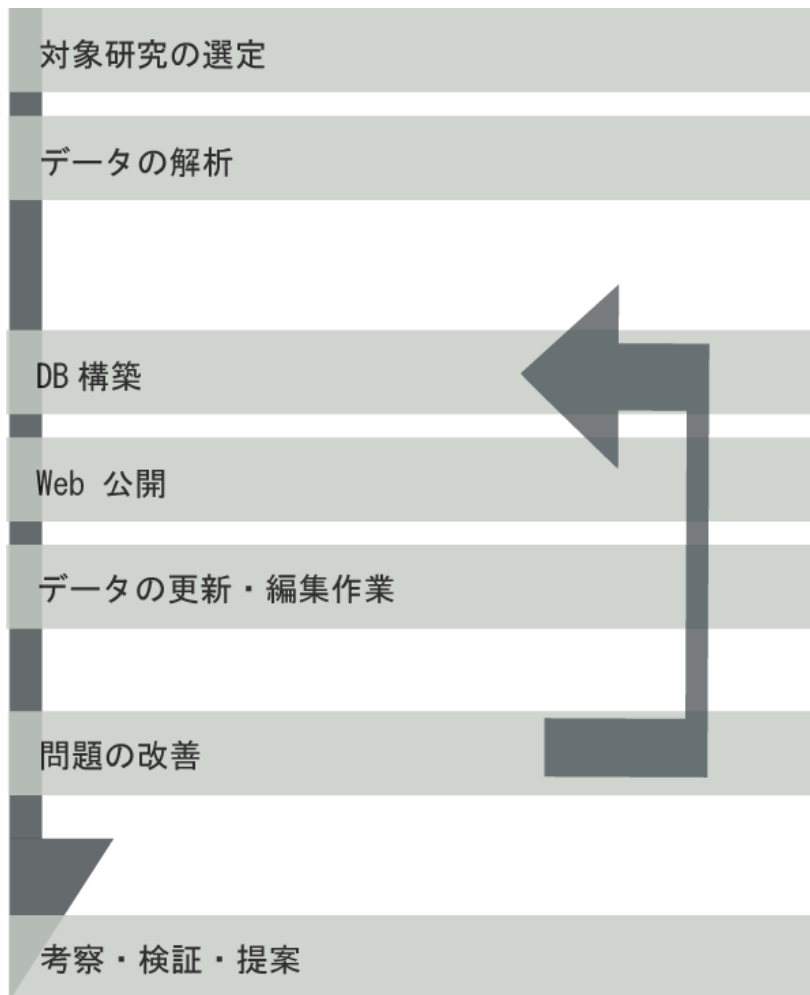 対象研究の選定
データの解析
DB 構築
Web 公開
データの更新・編集作業
問題の改善
考察・検証・提案